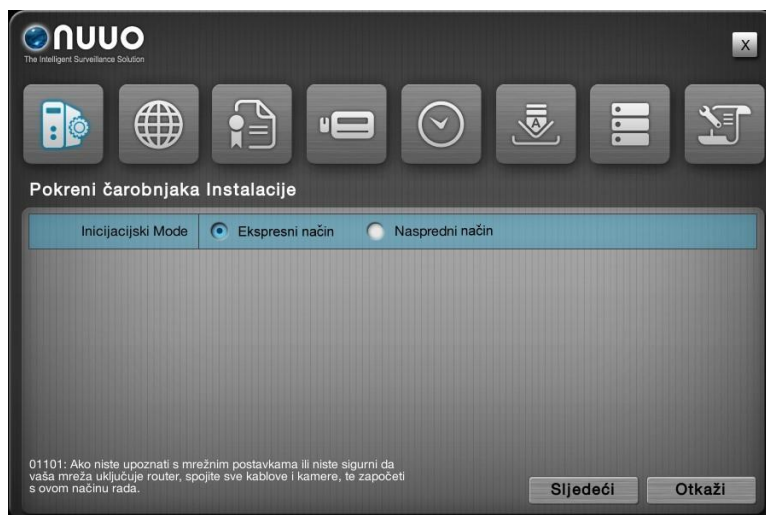 nuuo
The Intelligent Surveillance Solution
X
A
Pokreni čarobnjaka Instalacije
Inicijacijski Mode Ekspresni način Naspredni način
01101: Ako niste upoznati s mrežnim postavkama ili niste sigurni da
vaša mreža uključuje router, spojite sve kablove i kamere, te započeti
s ovom načinu rada.
Sljedeći Otkaži